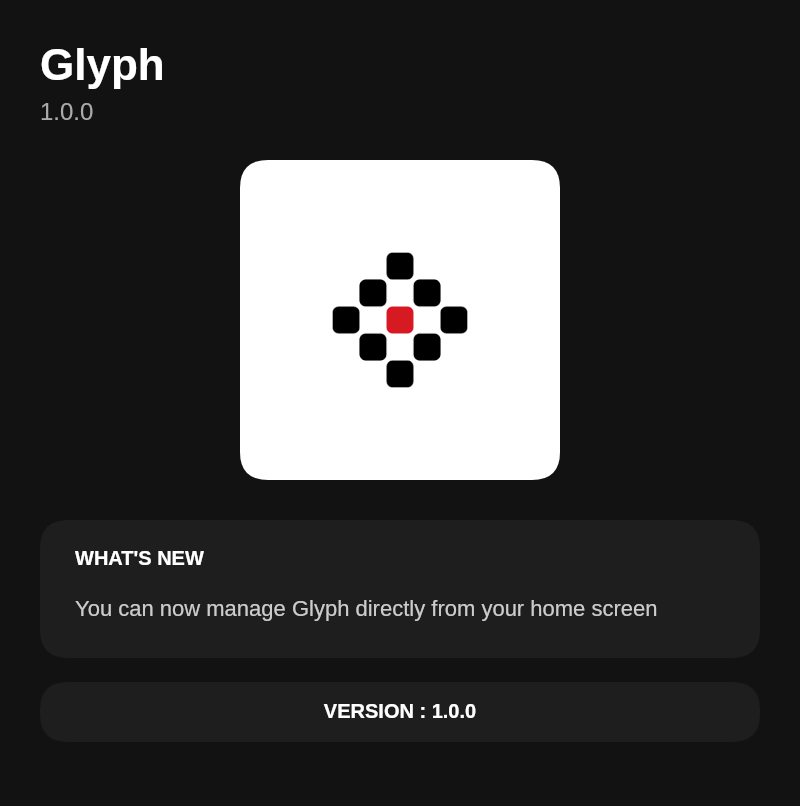 Glyph
1.0.0
WHAT'S NEW
You can now manage Glyph directly from your home screen
VERSION : 1.0.0